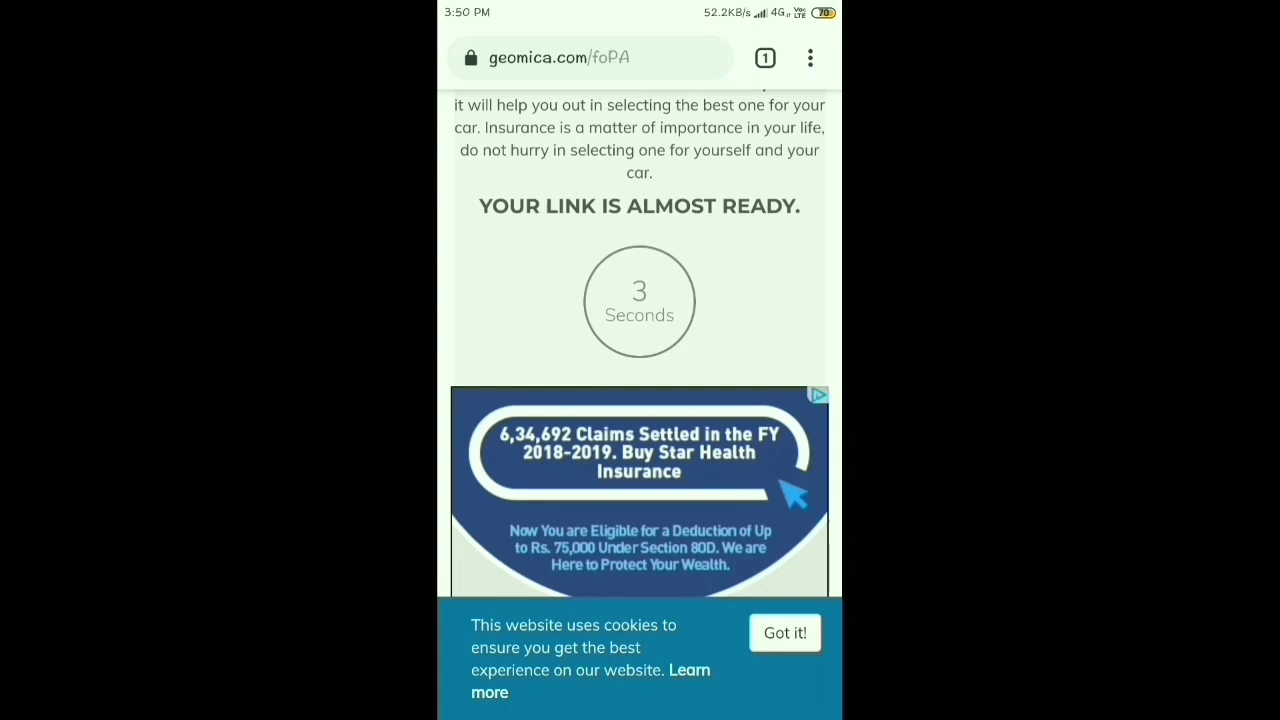 3:50 PM
52.2KB/s 4G Vo LTE 70
geomica.com/foPA
1
it will help you out in selecting the best one for your
car. Insurance is a matter of importance in your life,
do not hurry in selecting one for yourself and your
car.
YOUR LINK IS ALMOST READY.
3
Seconds
6,34,692 Claims Settled in the FY
2018-2019. Buy Star Health
Insurance
Now You are Eligible for a Deduction of Up
to Rs. 75,000 Under Section 80D. We are
Here to Protect Your Wealth.
This website uses cookies to
ensure you get the best
experience on our website. Learn
more
Got it!